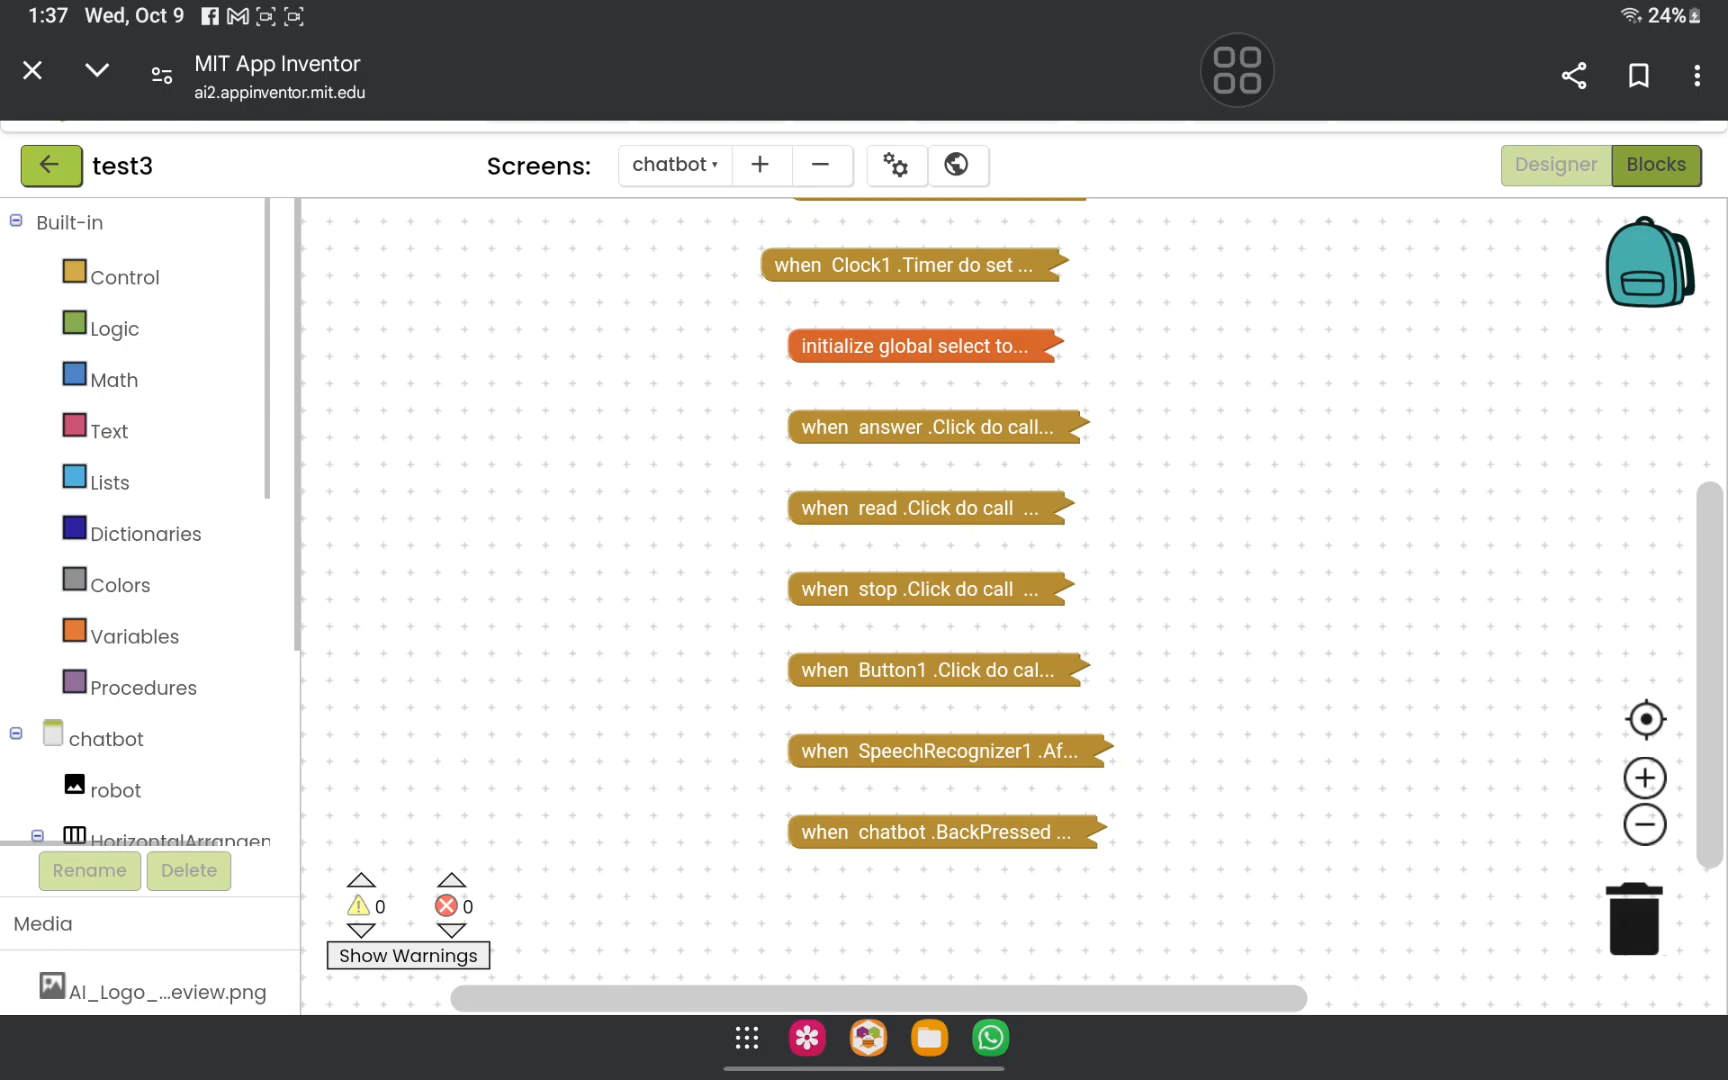 1:37 Wed, Oct 9
24%
MIT App Inventor
ai2.appinventor.mit.edu
test3
Screens:
chatbot
Designer
Blocks
Built-in
Control
Logic
Math
Text
Lists
Dictionaries
Colors
Variables
Procedures
chatbot
robot
HorizontalArrangen
Rename
Delete
Media
AI_Logo_...eview.png
when Clock1 .Timer do set ...
initialize global select to...
when answer .Click do call...
when read .Click do call ...
when stop .Click do call ...
when Button1 .Click do cal...
when SpeechRecognizer1 .Af...
when chatbot .BackPressed ...
0
0
Show Warnings